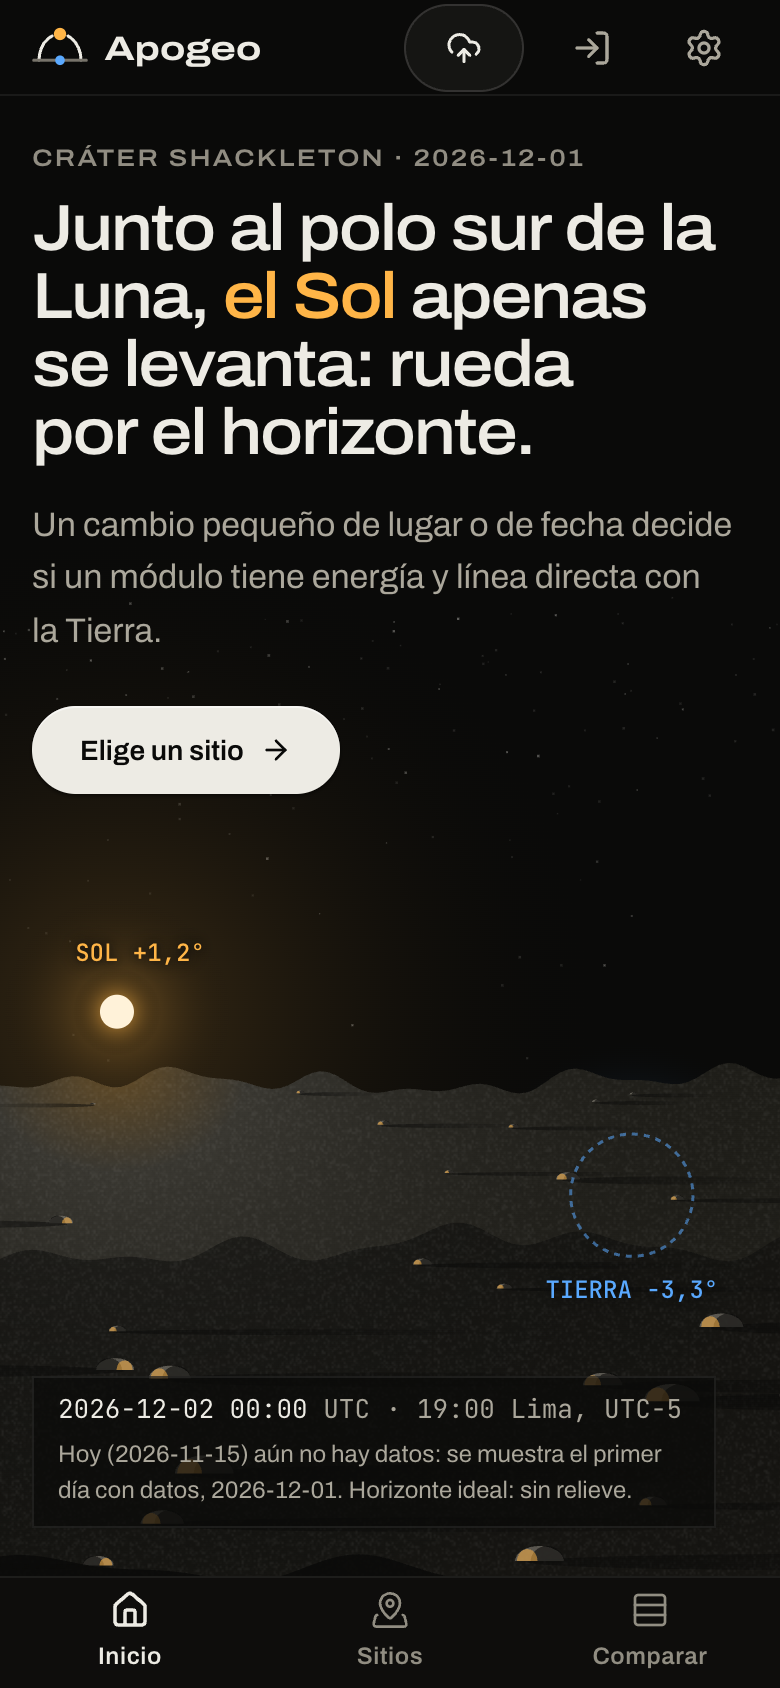 Apogeo
CRÁTER SHACKLETON · 2026-12-01
Junto al polo sur de la
Luna, el Sol apenas
se levanta: rueda
por el horizonte.
Un cambio pequeño de lugar o de fecha decide
si un módulo tiene energía y línea directa con
la Tierra.
Elige un sitio
SOL +1,2°
TIERRA -3,3°
2026-12-02 00:00 UTC · 19:00 Lima, UTC-5
Hoy (2026-11-15) aún no hay datos: se muestra el primer
día con datos, 2026-12-01. Horizonte ideal: sin relieve.
Inicio
Sitios
Comparar